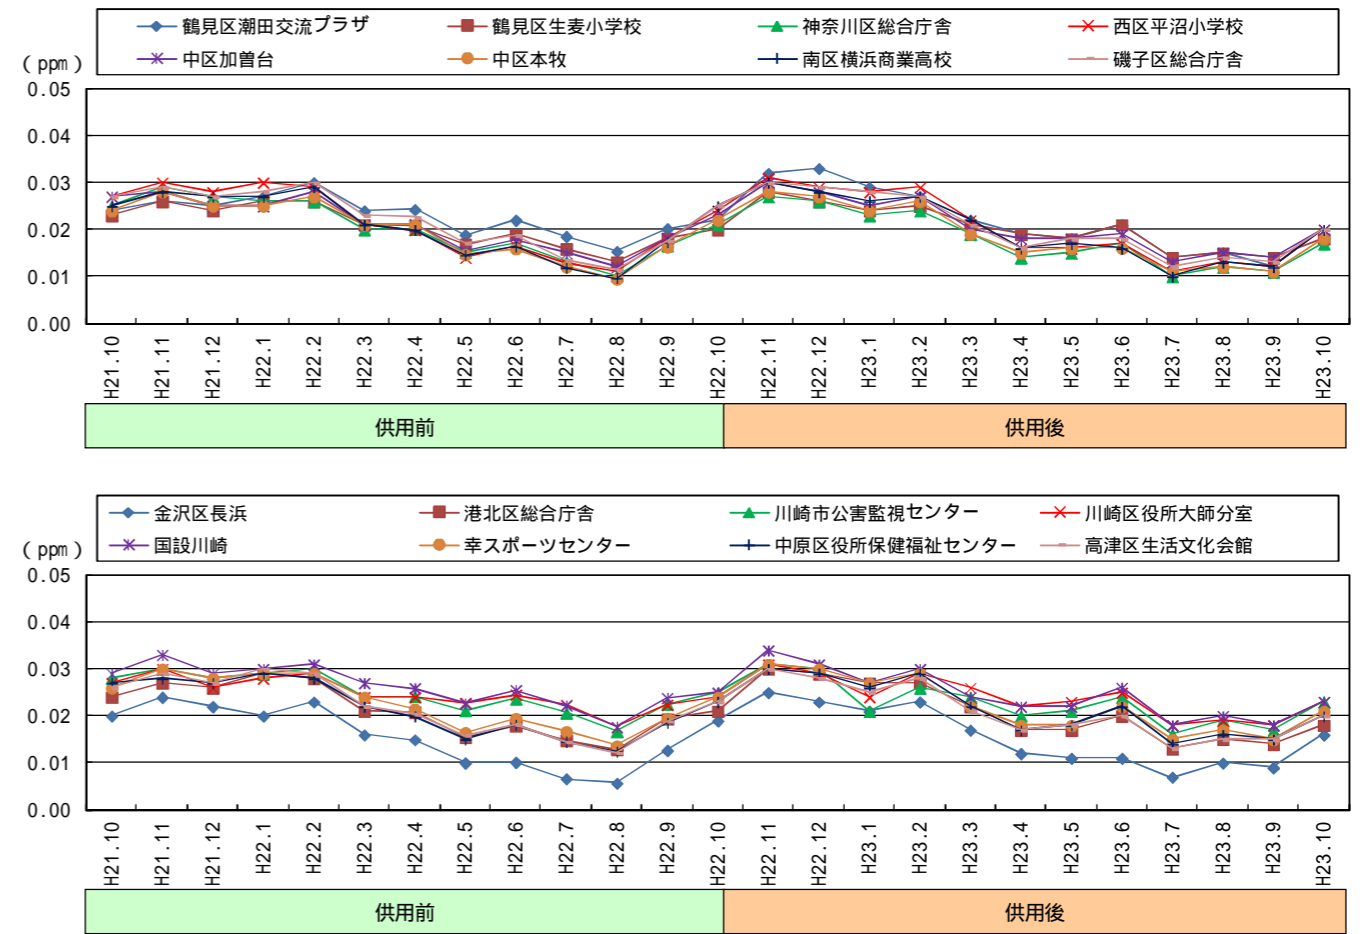 鶴見区潮田交流プラザ 鶴見区生麦小学校 神奈川区総合庁舎 西区平沼小学校
中区加曽台 中区本牧 南区横浜商業高校 磯子区総合庁舎
(ppm)
0.05
0.04
0.03
0.02
0.01
0.00
H21.10 H21.11 H21.12 H22.1 H22.2 H22.3 H22.4 H22.5 H22.6 H22.7 H22.8 H22.9 H22.10 H22.11 H22.12 H23.1 H23.2 H23.3 H23.4 H23.5 H23.6 H23.7 H23.8 H23.9 H23.10
供用前 供用後
金沢区長浜 港北区総合庁舎 川崎市公害監視センター 川崎区役所大師分室
国設川崎 幸スポーツセンター 中原区役所保健福祉センター 高津区生活文化会館
(ppm)
0.05
0.04
0.03
0.02
0.01
0.00
H21.10 H21.11 H21.12 H22.1 H22.2 H22.3 H22.4 H22.5 H22.6 H22.7 H22.8 H22.9 H22.10 H22.11 H22.12 H23.1 H23.2 H23.3 H23.4 H23.5 H23.6 H23.7 H23.8 H23.9 H23.10
供用前 供用後